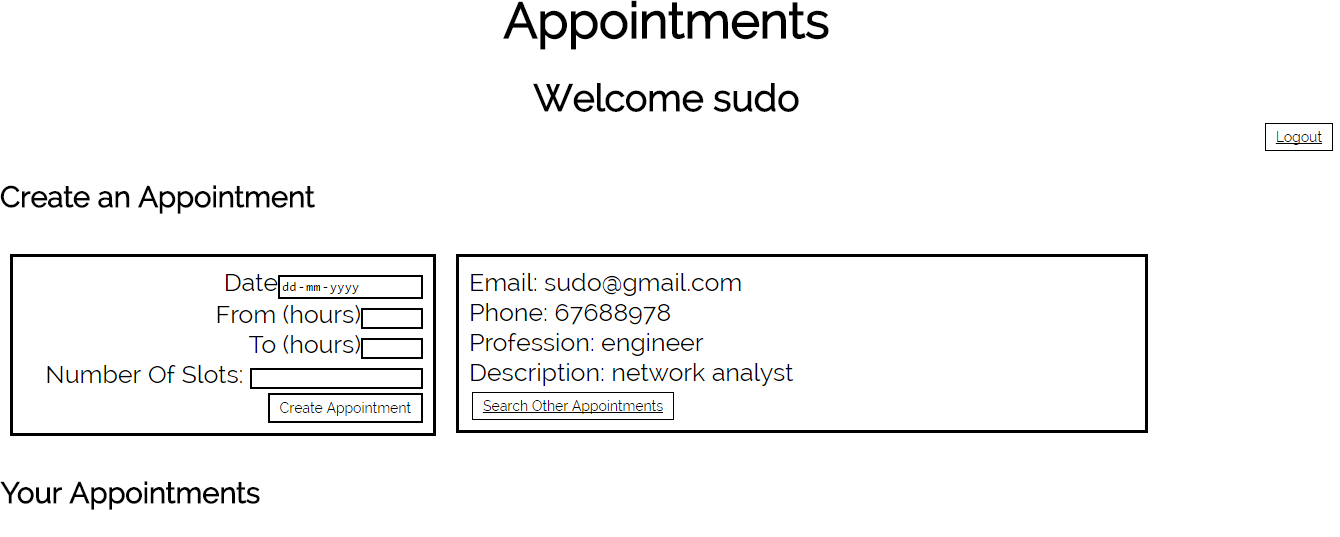 Appointments
Welcome sudo
Logout
Create an Appointment
Date dd-mm-yyyy
From (hours)
To (hours)
Number Of Slots:
Create Appointment
Email: sudo@gmail.com
Phone: 67688978
Profession: engineer
Description: network analyst
Search Other Appointments
Your Appointments